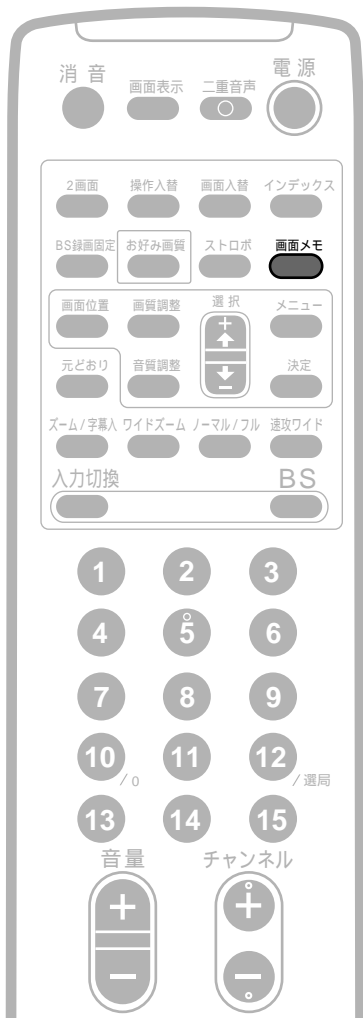 消音 画面表示 二重音声 電源
2画面 操作入替 画面入替 インデックス
BS録画固定 お好み画質 ストロボ 画面メモ
画面位置 画質調整 選択 メニュー
+
元どおり 音質調整 決定
−
ズーム/字幕入 ワイドズーム ノーマル/フル 速攻ワイド
入力切換 BS
1 2 3
4 5 6
7 8 9
10/0 11 12/選局
13 14 15
音量 チャンネル
+ +
− −